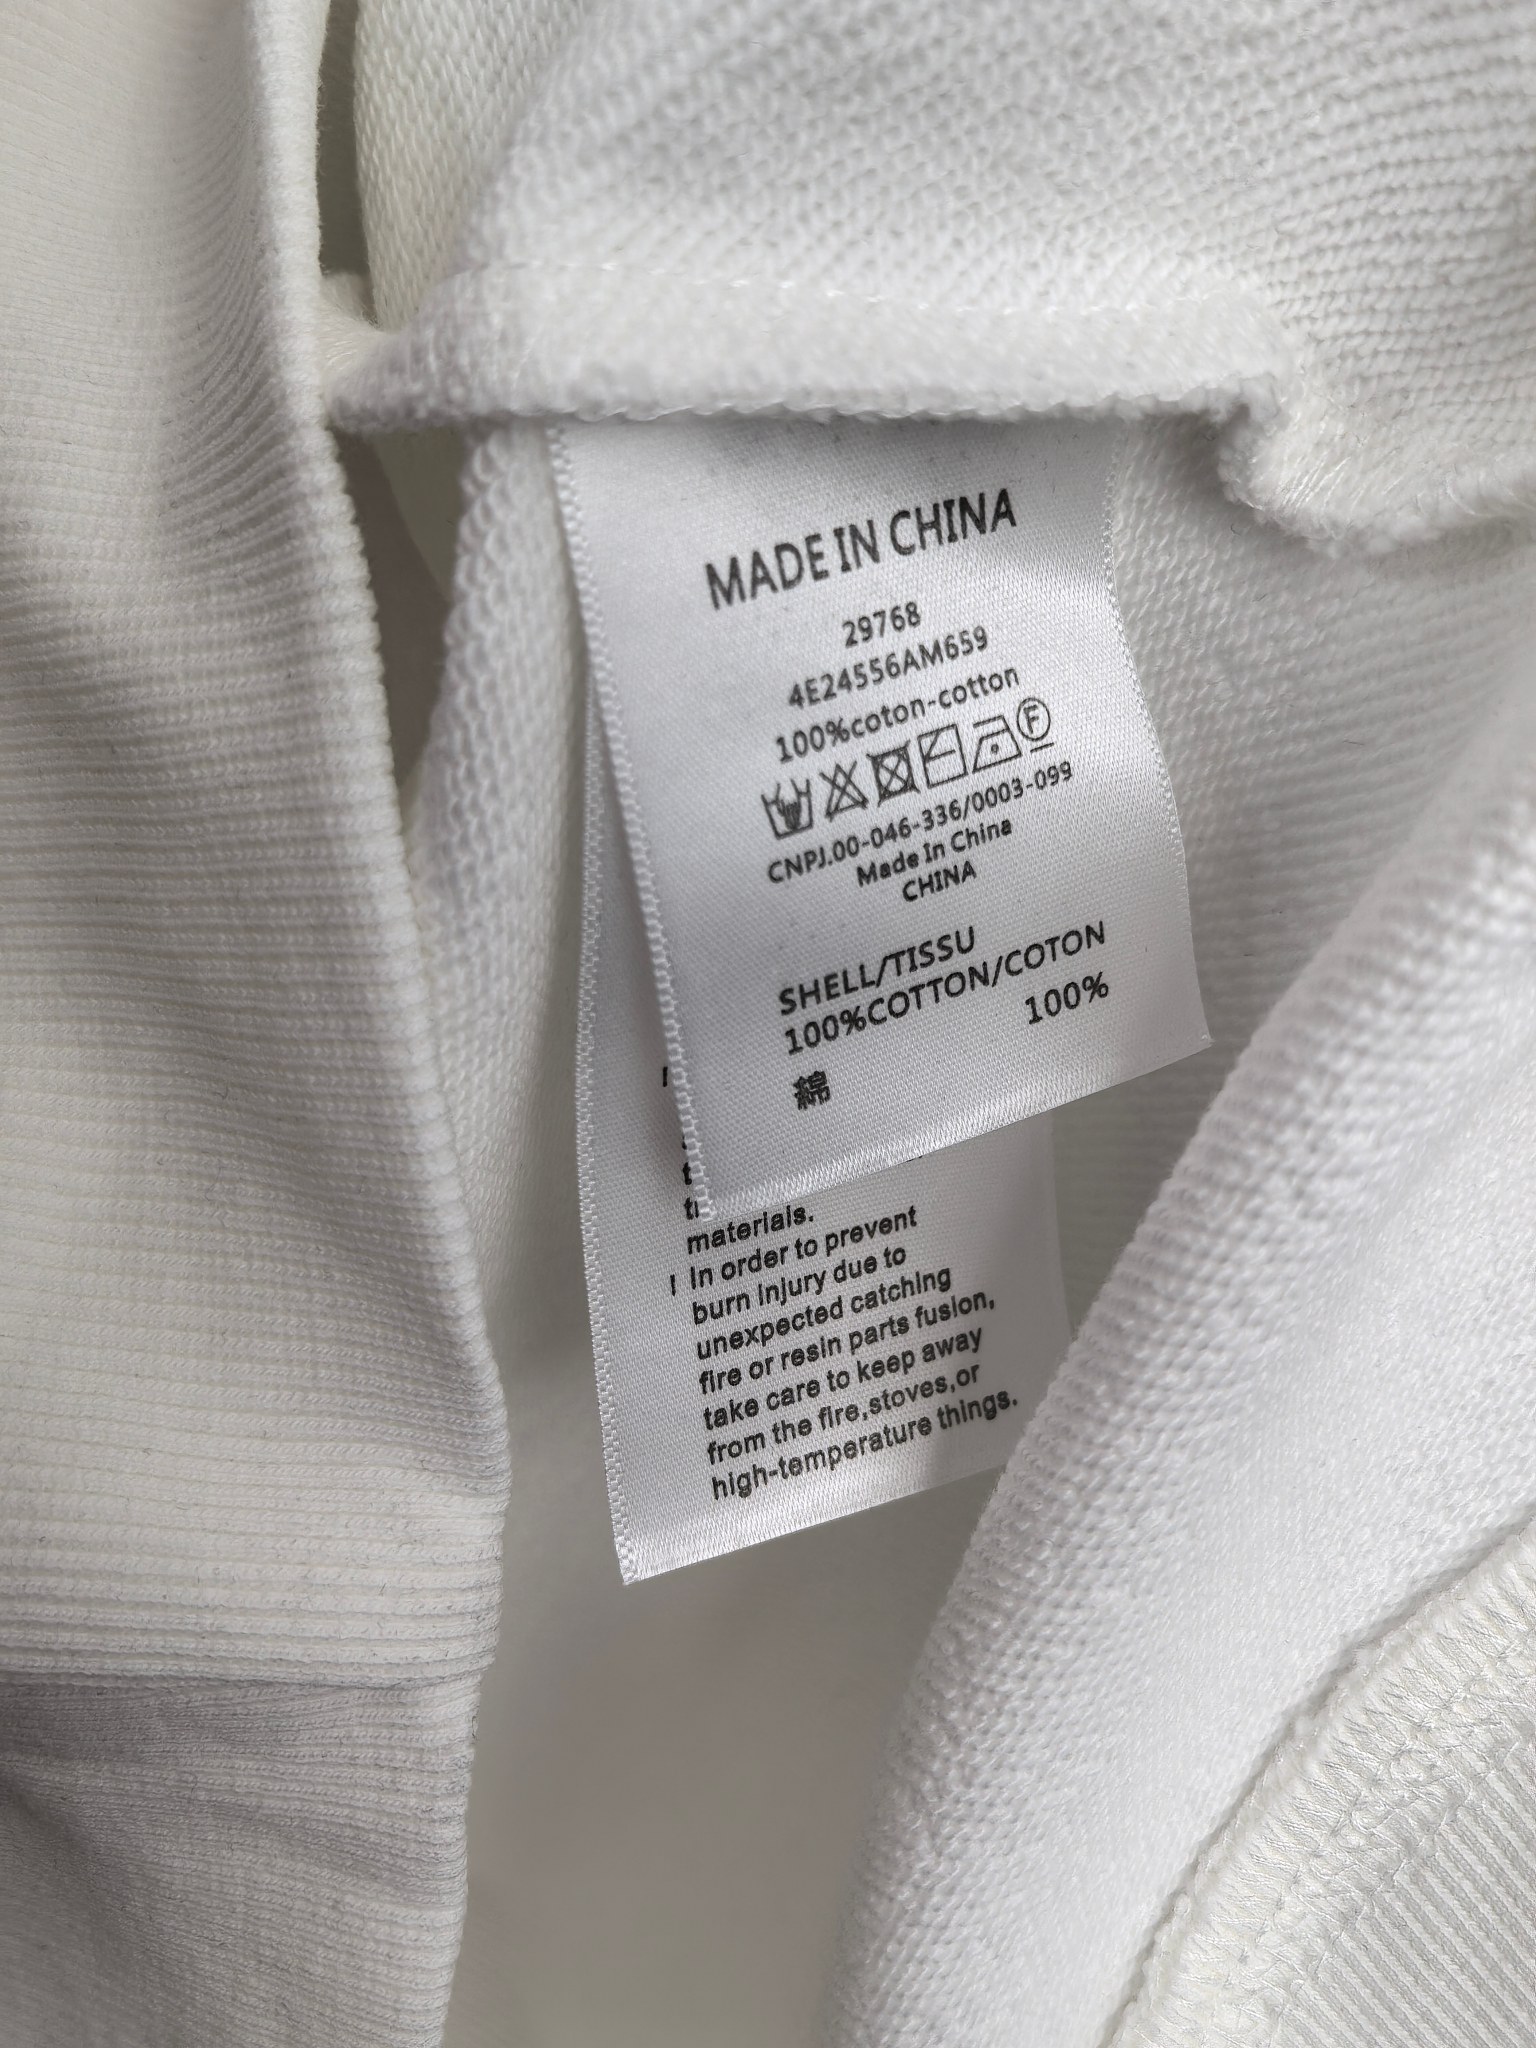 MADE IN CHINA
29768
4E24556AM659
100%coton-cotton
F
CNPJ.00-046-336/0003-099
Made In China
CHINA
SHELL/TISSU
100%COTTON/COTON
100%
綿
materials.
I In order to prevent
burn injury due to
unexpected catching
fire or resin parts fusion,
take care to keep away
from the fire,stoves,or
high-temperature things.